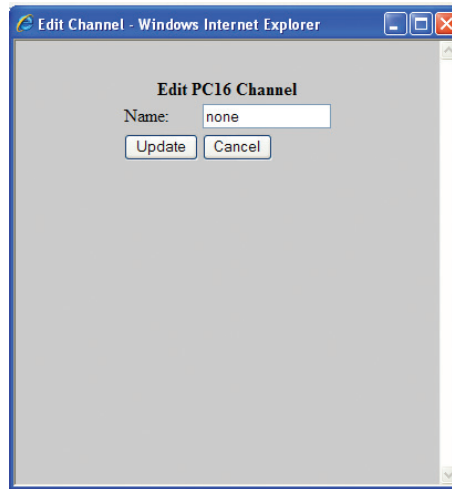 Edit Channel - Windows Internet Explorer
Edit PC16 Channel
Name: none
Update Cancel